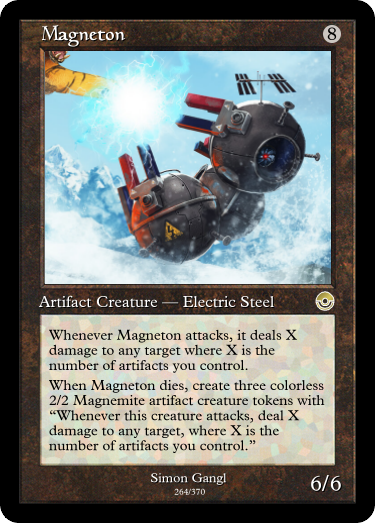 Magneton
8
Artifact Creature — Electric Steel
Whenever Magneton attacks, it deals X
damage to any target where X is the
number of artifacts you control.
When Magneton dies, create three colorless
2/2 Magnemite artifact creature tokens with
“Whenever this creature attacks, deal X
damage to any target, where X is the
number of artifacts you control.”
Simon Gangl
264/370
6/6